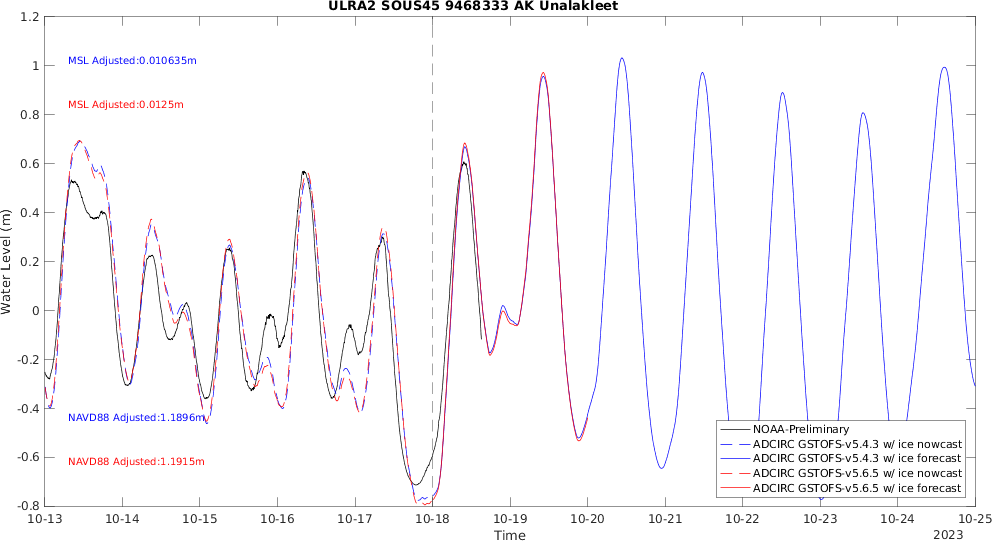 ULRA2 SOUS45 9468333 AK Unalakleet
1.2
1
0.8
0.6
0.4
0.2
0
-0.2
-0.4
-0.6
-0.8
Water Level (m)
MSL Adjusted:0.010635m
MSL Adjusted:0.0125m
NAVD88 Adjusted:1.1896m
NAVD88 Adjusted:1.1915m
NOAA-Preliminary
ADCIRC GSTOFS-v5.4.3 w/ ice nowcast
ADCIRC GSTOFS-v5.4.3 w/ ice forecast
ADCIRC GSTOFS-v5.6.5 w/ ice nowcast
ADCIRC GSTOFS-v5.6.5 w/ ice forecast
10-13 10-14 10-15 10-16 10-17 10-18 10-19 10-20 10-21 10-22 10-23 10-24 10-25
Time
2023